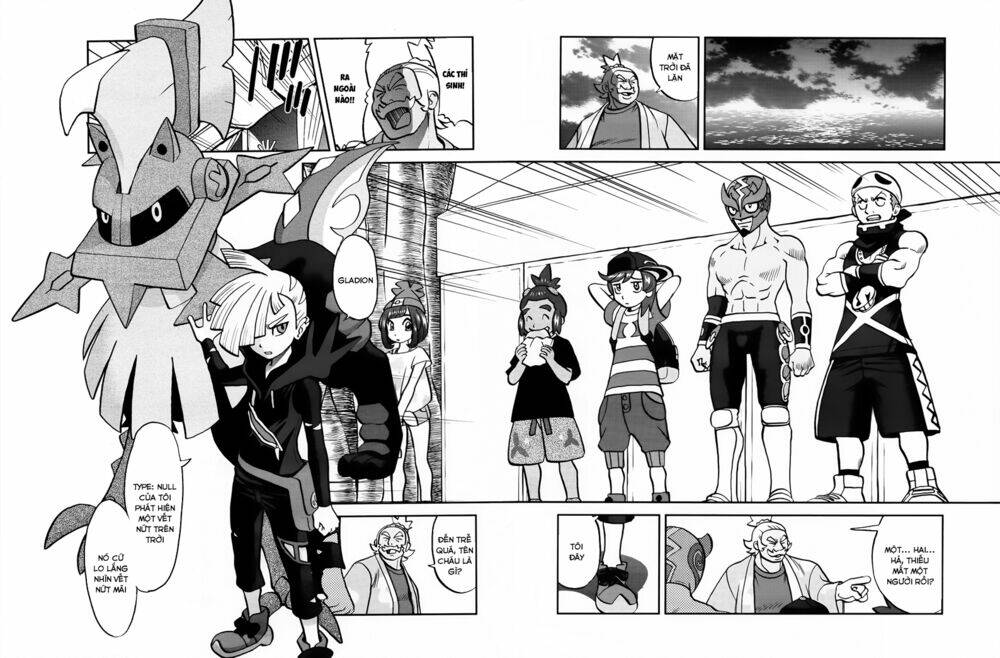 MẶT
TRỜI ĐÃ
LẶN
CÁC THÍ
SINH!
RA
NGOÀI
NÀO!!
MỘT... HAI...
HẢ, THIẾU
MẤT MỘT
NGƯỜI RỒI?
TÔI
ĐÂY
ĐẾN TRỄ
QUÁ, TÊN
CHÁU LÀ
GÌ?
GLADION
TYPE: NULL
CỦA TÔI
PHÁT HIỆN
MỘT VẾT
NỨT TRÊN
TRỜI
NÓ CỨ
LO LẮNG
NHÌN VẾT
NỨT MÃI